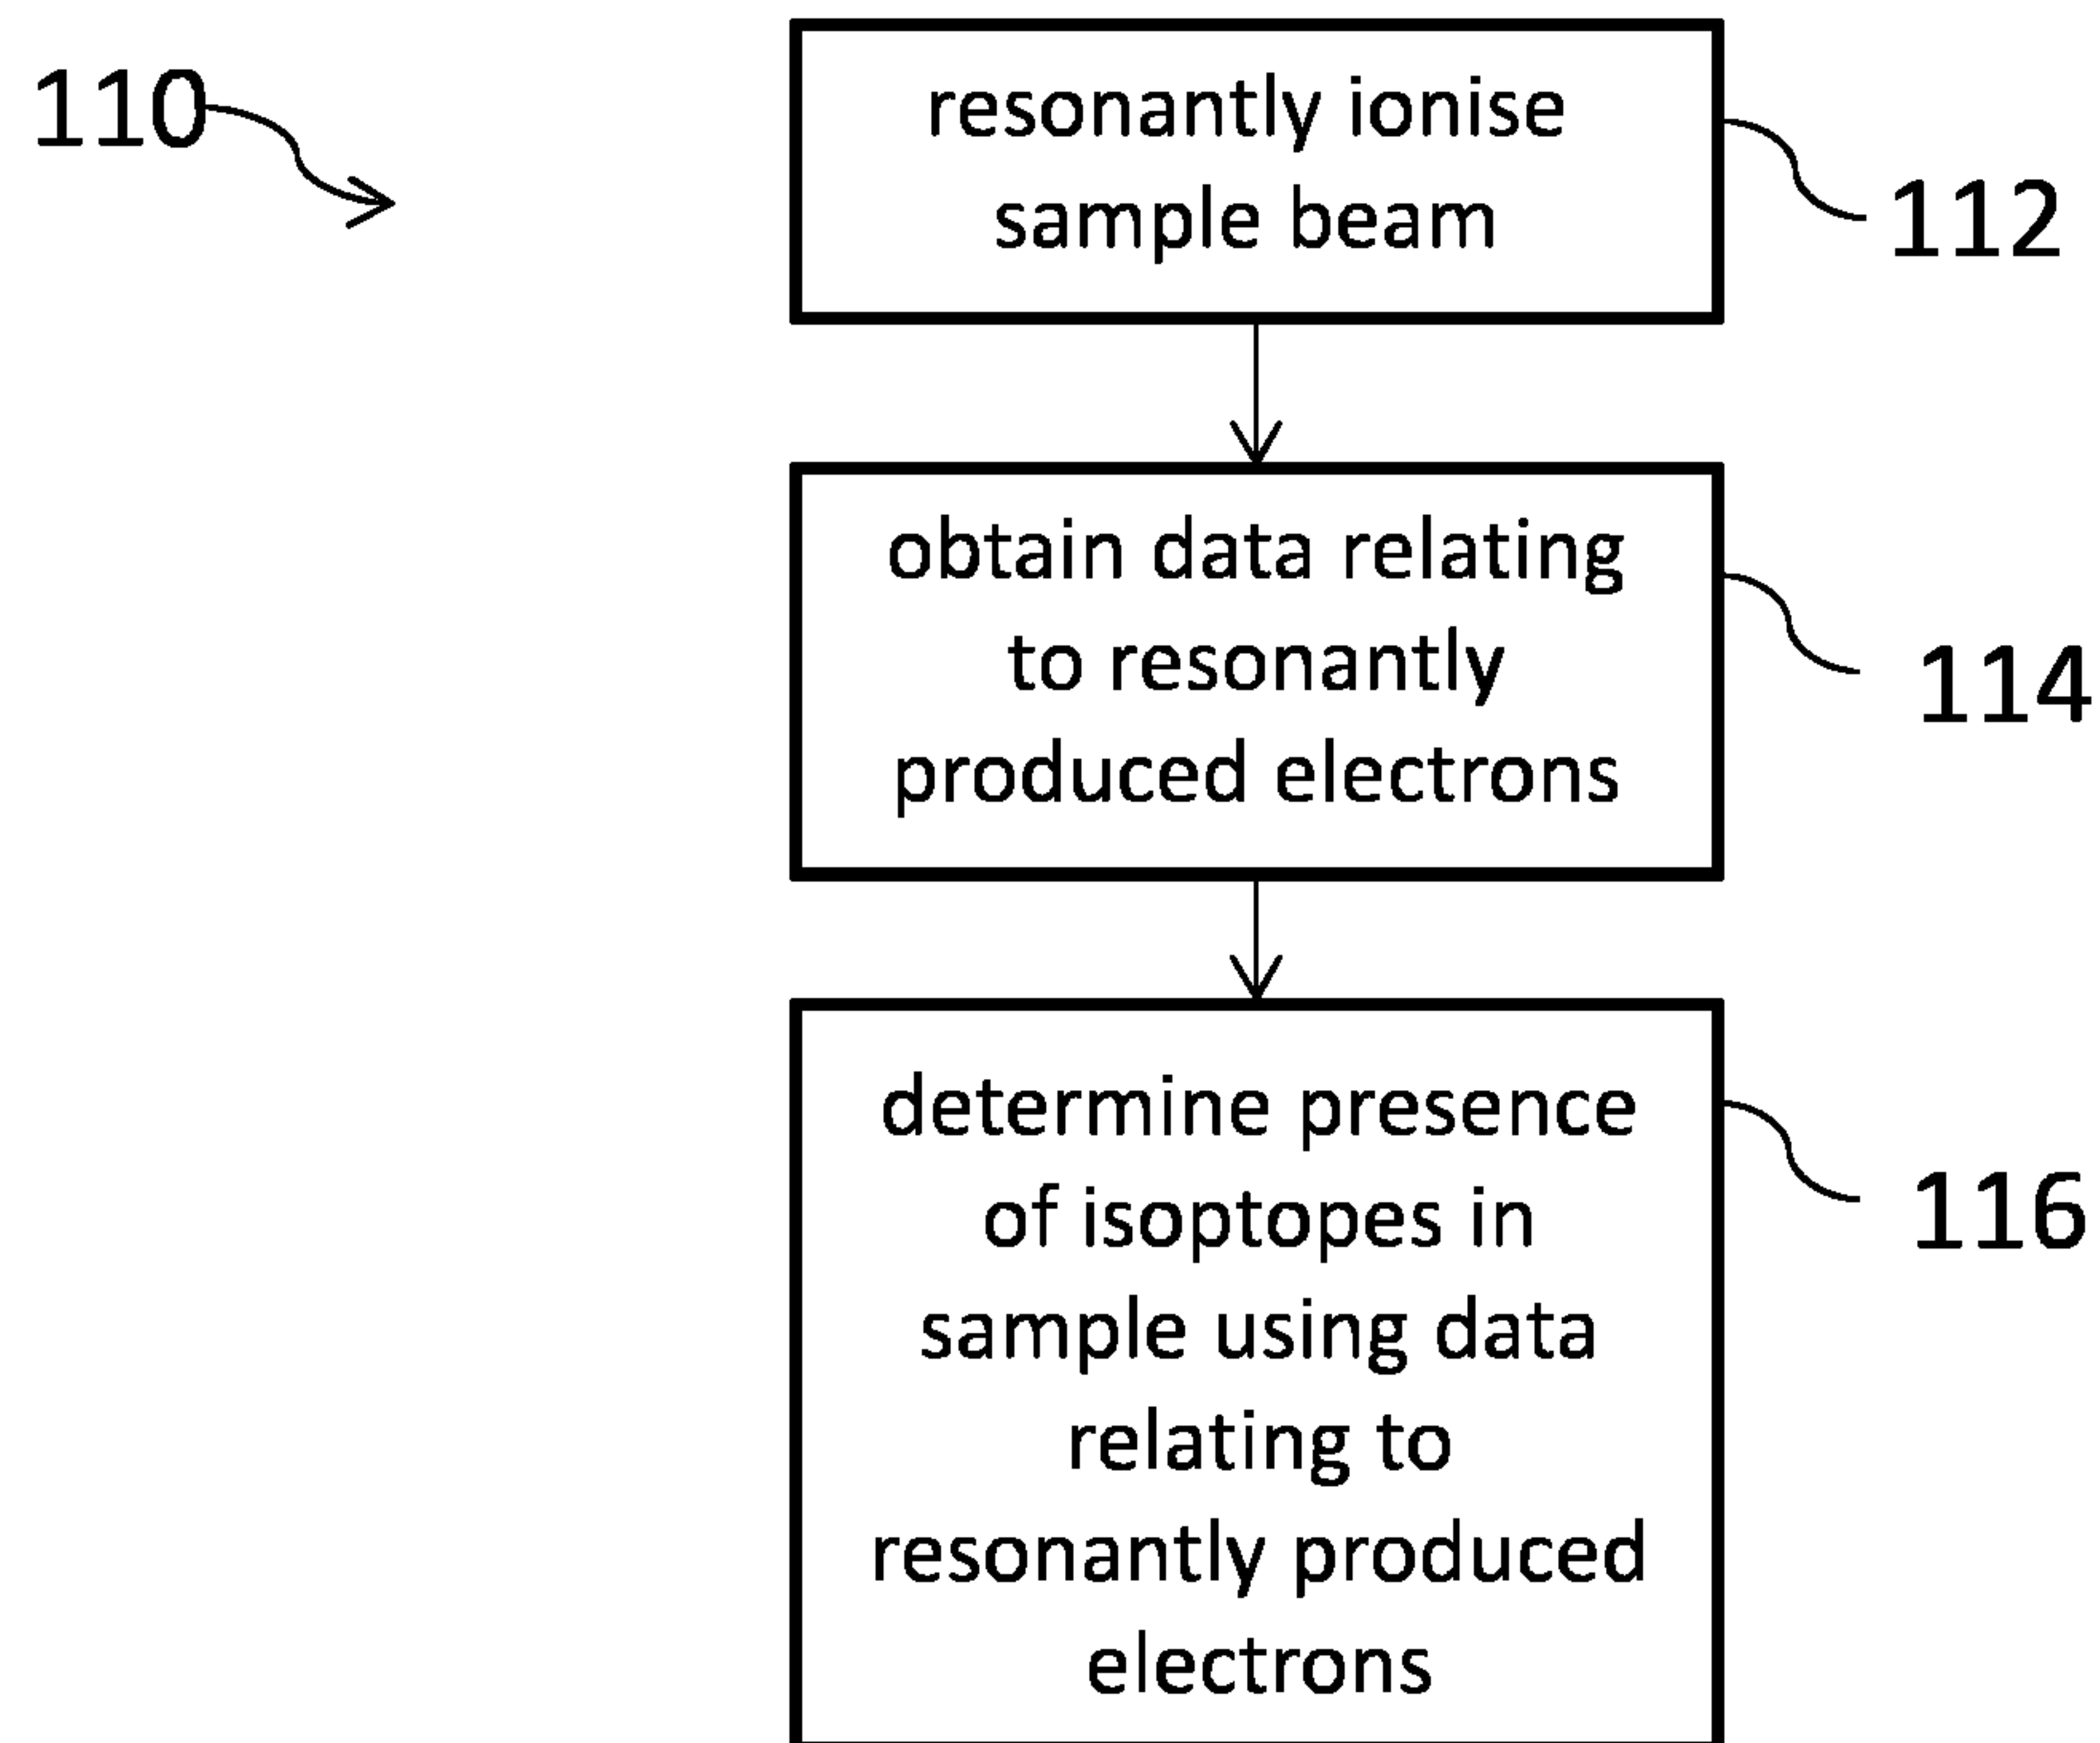 110
resonantly ionise
sample beam
112
obtain data relating
to resonantly
produced electrons
114
determine presence
of isoptopes in
sample using data
relating to
resonantly produced
electrons
116